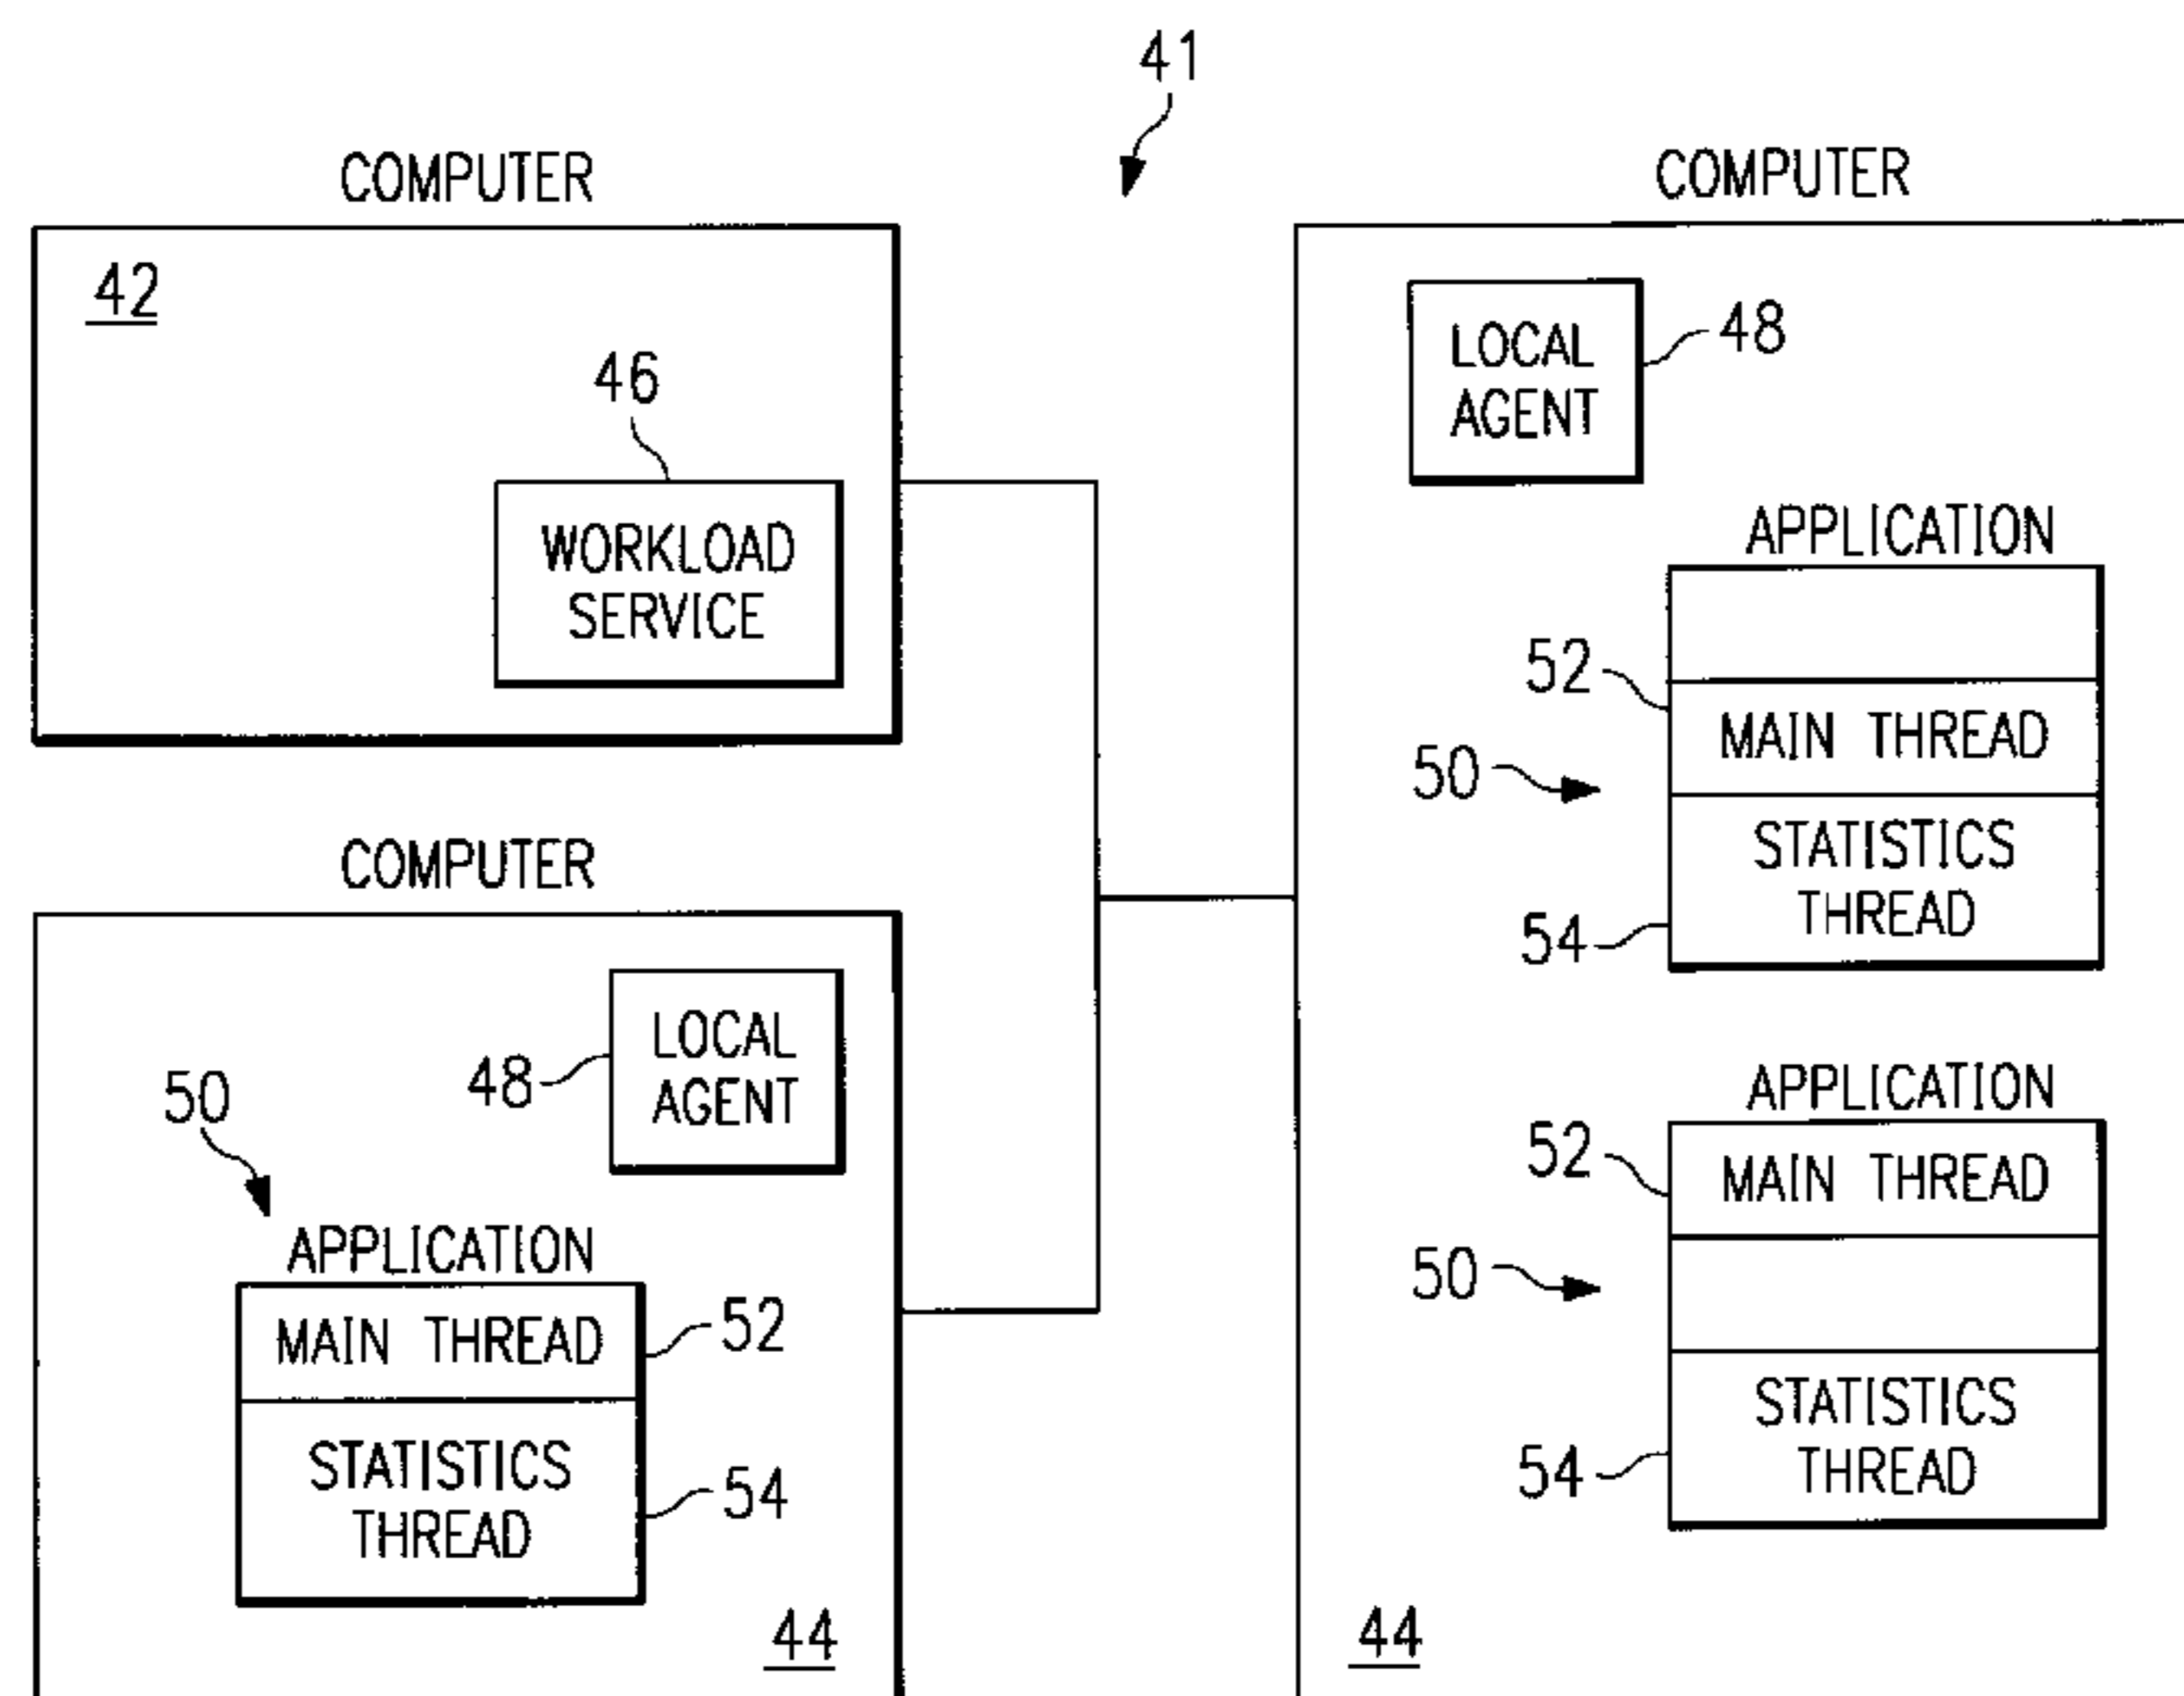 41
COMPUTER
42
46
WORKLOAD
SERVICE
COMPUTER
LOCAL
AGENT
48
50
APPLICATION
MAIN THREAD
52
STATISTICS
THREAD
54
44
COMPUTER
LOCAL
AGENT
48
APPLICATION
52
MAIN THREAD
50
STATISTICS
THREAD
54
APPLICATION
52
MAIN THREAD
50
STATISTICS
THREAD
54
44